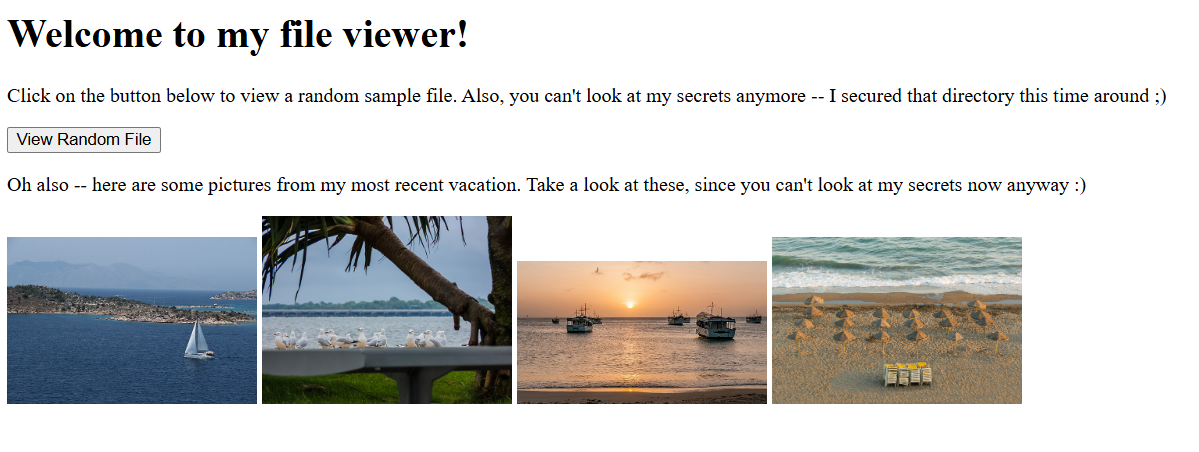 Welcome to my file viewer!
Click on the button below to view a random sample file. Also, you can't look at my secrets anymore -- I secured that directory this time around ;)
View Random File
Oh also -- here are some pictures from my most recent vacation. Take a look at these, since you can't look at my secrets now anyway :)